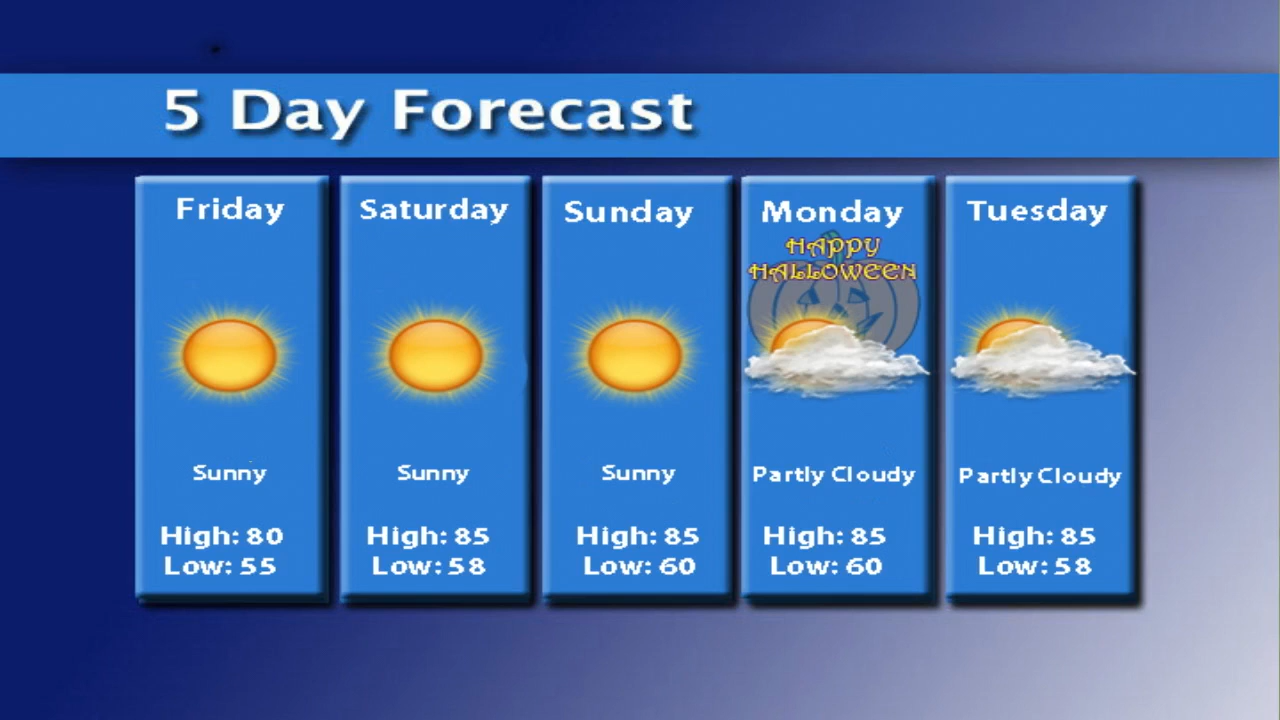 5 Day Forecast
Friday
Sunny
High: 80
Low: 55
Saturday
Sunny
High: 85
Low: 58
Sunday
Sunny
High: 85
Low: 60
Monday
HAPPY
HALLOWEEN
Partly Cloudy
High: 85
Low: 60
Tuesday
Partly Cloudy
High: 85
Low: 58